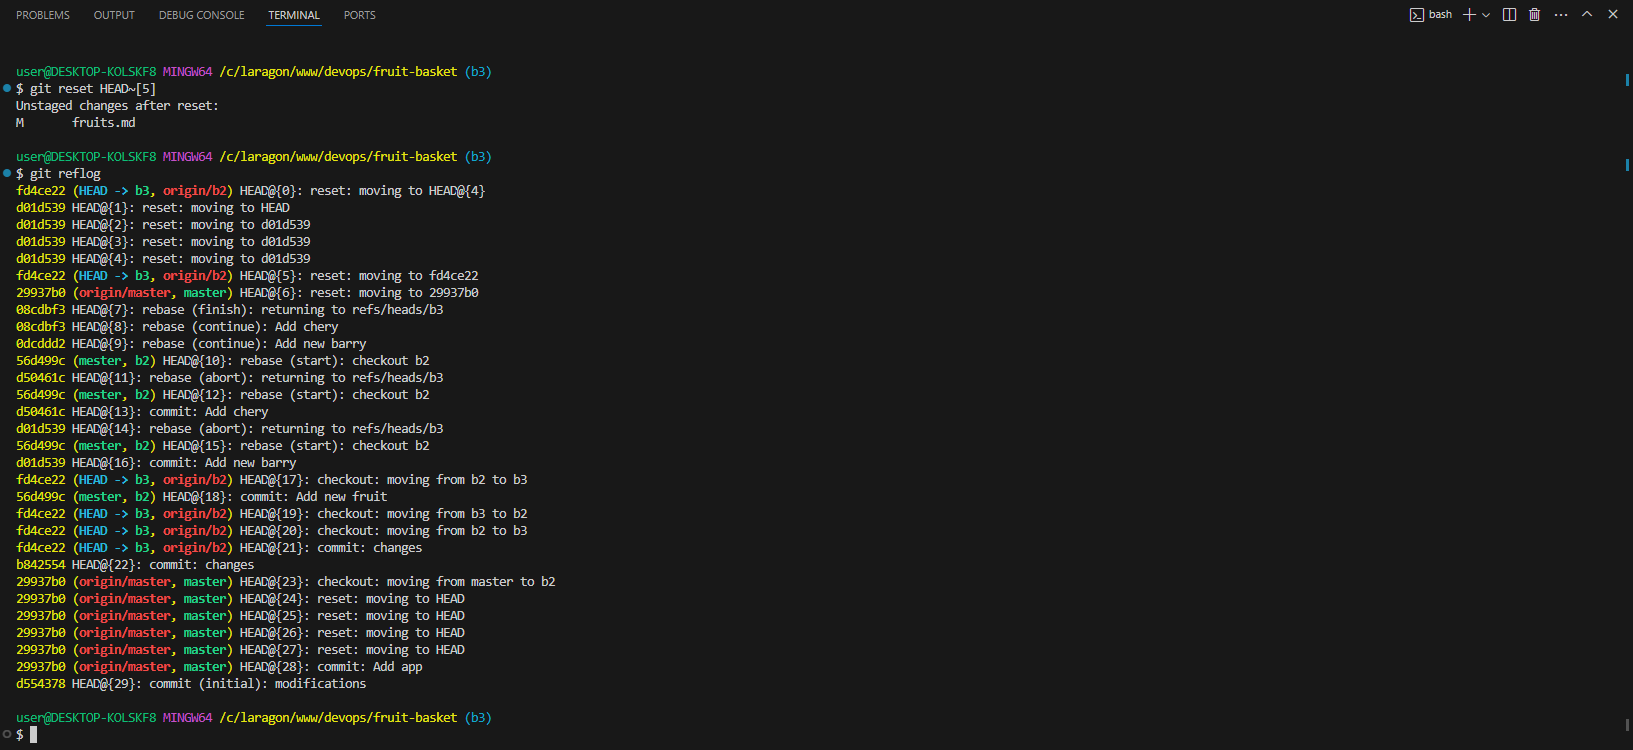 PROBLEMS OUTPUT DEBUG CONSOLE TERMINAL PORTS bash
user@DESKTOP-KOLSKF8 MINGW64 /c/laragon/www/devops/fruit-basket (b3)
$ git reset HEAD~[5]
Unstaged changes after reset:
M       fruits.md
user@DESKTOP-KOLSKF8 MINGW64 /c/laragon/www/devops/fruit-basket (b3)
$ git reflog
fd4ce22 (HEAD -> b3, origin/b2) HEAD@{0}: reset: moving to HEAD@{4}
d01d539 HEAD@{1}: reset: moving to HEAD
d01d539 HEAD@{2}: reset: moving to d01d539
d01d539 HEAD@{3}: reset: moving to d01d539
d01d539 HEAD@{4}: reset: moving to d01d539
fd4ce22 (HEAD -> b3, origin/b2) HEAD@{5}: reset: moving to fd4ce22
29937b0 (origin/master, master) HEAD@{6}: reset: moving to 29937b0
08cdbf3 HEAD@{7}: rebase (finish): returning to refs/heads/b3
08cdbf3 HEAD@{8}: rebase (continue): Add chery
0dcddd2 HEAD@{9}: rebase (continue): Add new barry
56d499c (mester, b2) HEAD@{10}: rebase (start): checkout b2
d50461c HEAD@{11}: rebase (abort): returning to refs/heads/b3
56d499c (mester, b2) HEAD@{12}: rebase (start): checkout b2
d50461c HEAD@{13}: commit: Add chery
d01d539 HEAD@{14}: rebase (abort): returning to refs/heads/b3
56d499c (mester, b2) HEAD@{15}: rebase (start): checkout b2
d01d539 HEAD@{16}: commit: Add new barry
fd4ce22 (HEAD -> b3, origin/b2) HEAD@{17}: checkout: moving from b2 to b3
56d499c (mester, b2) HEAD@{18}: commit: Add new fruit
fd4ce22 (HEAD -> b3, origin/b2) HEAD@{19}: checkout: moving from b3 to b2
fd4ce22 (HEAD -> b3, origin/b2) HEAD@{20}: checkout: moving from b2 to b3
fd4ce22 (HEAD -> b3, origin/b2) HEAD@{21}: commit: changes
b842554 HEAD@{22}: commit: changes
29937b0 (origin/master, master) HEAD@{23}: checkout: moving from master to b2
29937b0 (origin/master, master) HEAD@{24}: reset: moving to HEAD
29937b0 (origin/master, master) HEAD@{25}: reset: moving to HEAD
29937b0 (origin/master, master) HEAD@{26}: reset: moving to HEAD
29937b0 (origin/master, master) HEAD@{27}: reset: moving to HEAD
29937b0 (origin/master, master) HEAD@{28}: commit: Add app
d554378 HEAD@{29}: commit (initial): modifications
user@DESKTOP-KOLSKF8 MINGW64 /c/laragon/www/devops/fruit-basket (b3)
$